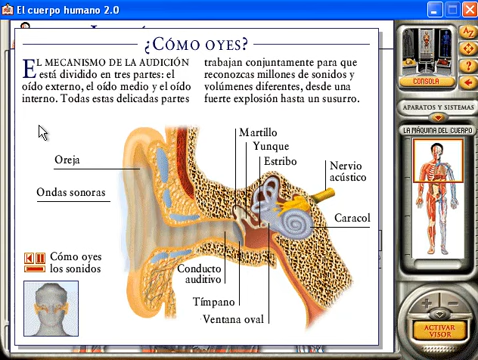 El cuerpo humano 2.0
¿CÓMO OYES?
EL MECANISMO DE LA AUDICIÓN
está dividido en tres partes: el
oído externo, el oído medio y el oído
interno. Todas estas delicadas partes
trabajan conjuntamente para que
reconozcas millones de sonidos y
volúmenes diferentes, desde una
fuerte explosión hasta un susurro.
Martillo
Yunque
Estribo
Oreja
Nervio
acústico
Ondas sonoras
Caracol
Cómo oyes
los sonidos
Conducto
auditivo
Tímpano
Ventana oval
CONSOLA
A-Z
?
APARATOS Y SISTEMAS
LA MÁQUINA DEL CUERPO
ACTIVAR
VISOR